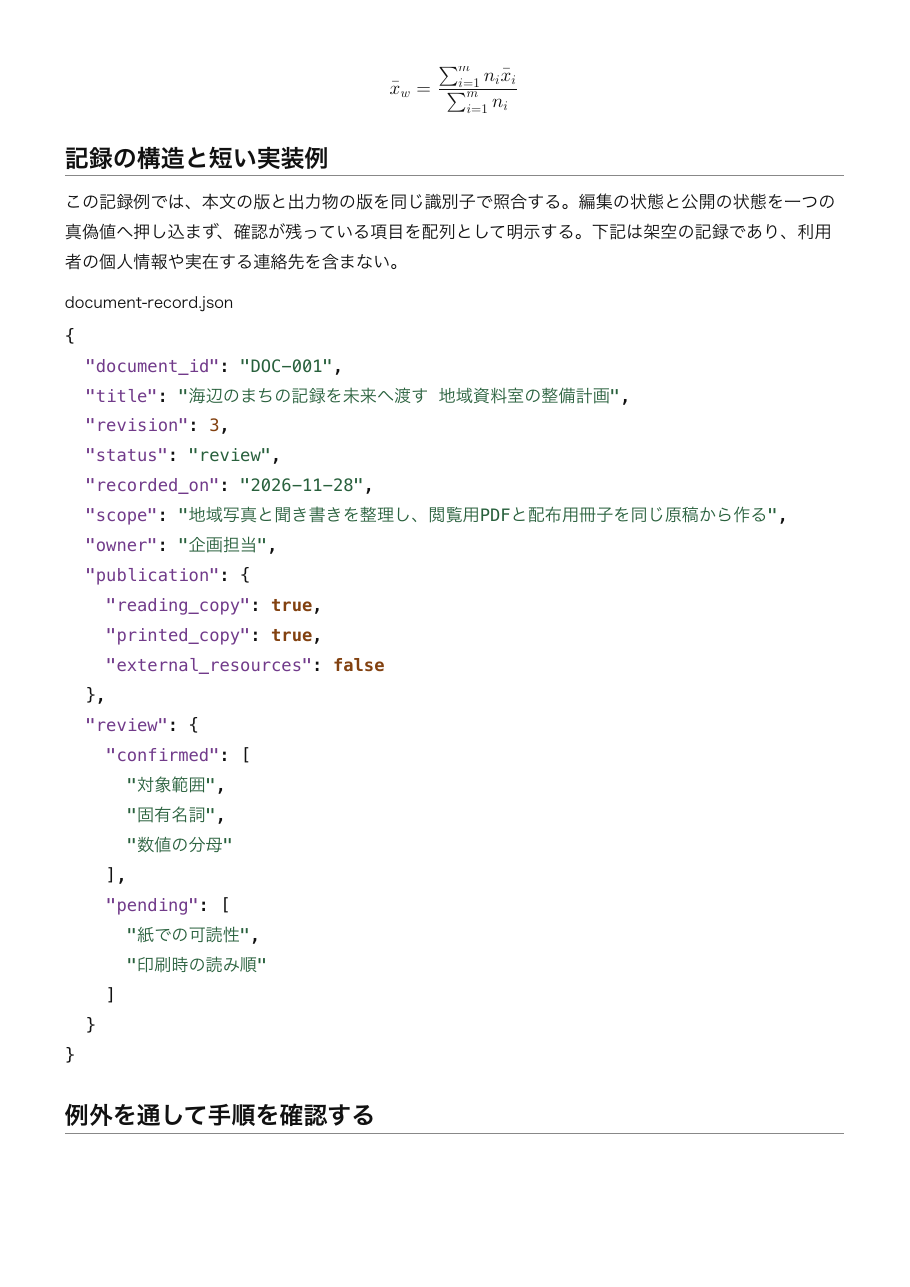 x̄_w = \frac{\sum_{i=1}^{m} n_i x̄_i}{\sum_{i=1}^{m} n_i}
記録の構造と短い実装例
この記録例では、本文の版と出力物の版を同じ識別子で照合する。編集の状態と公開の状態を一つの
真偽値へ押し込まず、確認が残っている項目を配列として明示する。下記は架空の記録であり、利用
者の個人情報や実在する連絡先を含まない。
document-record.json
{
  "document_id": "DOC-001",
  "title": "海辺のまちの記録を未来へ渡す 地域資料室の整備計画",
  "revision": 3,
  "status": "review",
  "recorded_on": "2026-11-28",
  "scope": "地域写真と聞き書きを整理し、閲覧用PDFと配布用冊子を同じ原稿から作る",
  "owner": "企画担当",
  "publication": {
    "reading_copy": true,
    "printed_copy": true,
    "external_resources": false
  },
  "review": {
    "confirmed": [
      "対象範囲",
      "固有名詞",
      "数値の分母"
    ],
    "pending": [
      "紙での可読性",
      "印刷時の読み順"
    ]
  }
}
例外を通して手順を確認する